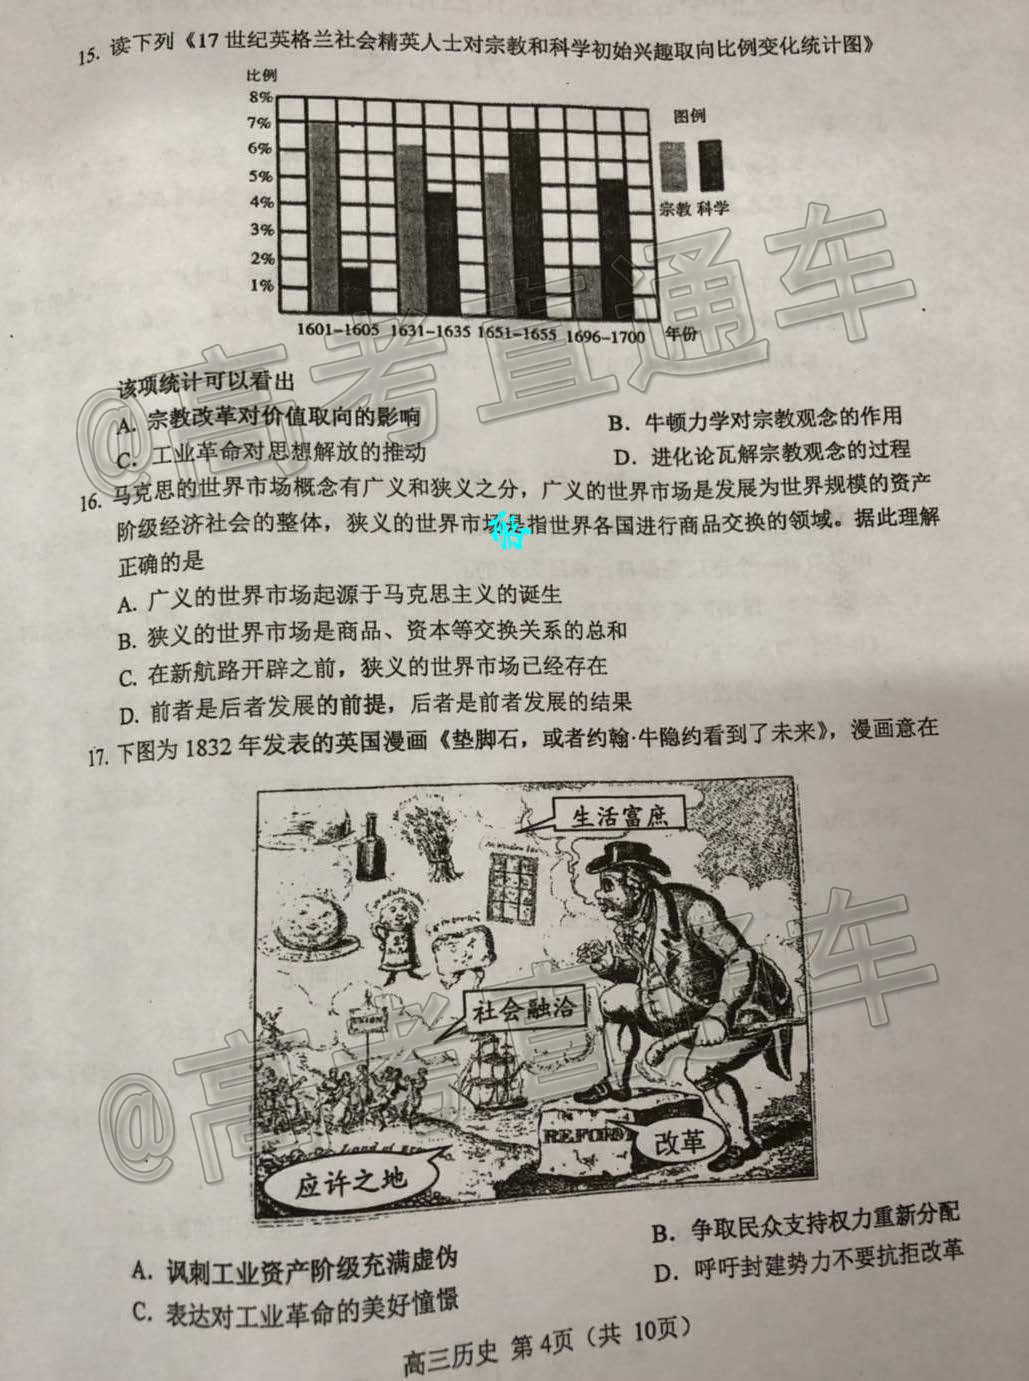 15. 读下列《17 世纪英格兰社会精英人士对宗教和科学初始兴趣取向比例变化统计图》
比例
8%
7%
6%
5%
4%
3%
2%
1%
图例
宗教 科学
1601-1605 1631-1635 1651-1655 1696-1700 年份
该项统计可以看出
A. 宗教改革对价值取向的影响
B. 牛顿力学对宗教观念的作用
C. 工业革命对思想解放的推动
D. 进化论瓦解宗教观念的过程
16. 马克思的世界市场概念有广义和狭义之分，广义的世界市场是发展为世界规模的资产
阶级经济社会的整体，狭义的世界市场是指世界各国进行商品交换的领域。据此理解
正确的是
A. 广义的世界市场起源于马克思主义的诞生
B. 狭义的世界市场是商品、资本等交换关系的总和
C. 在新航路开辟之前，狭义的世界市场已经存在
D. 前者是后者发展的前提，后者是前者发展的结果
17. 下图为 1832 年发表的英国漫画《垫脚石，或者约翰·牛隐约看到了未来》，漫画意在
生活富庶
社会融洽
UNION
REFORM
改革
Land of
应许之地
A. 讽刺工业资产阶级充满虚伪
B. 争取民众支持权力重新分配
C. 表达对工业革命的美好憧憬
D. 呼吁封建势力不要抗拒改革
高三历史 第 4页（共 10页）
@高考直通车
@高考直通车